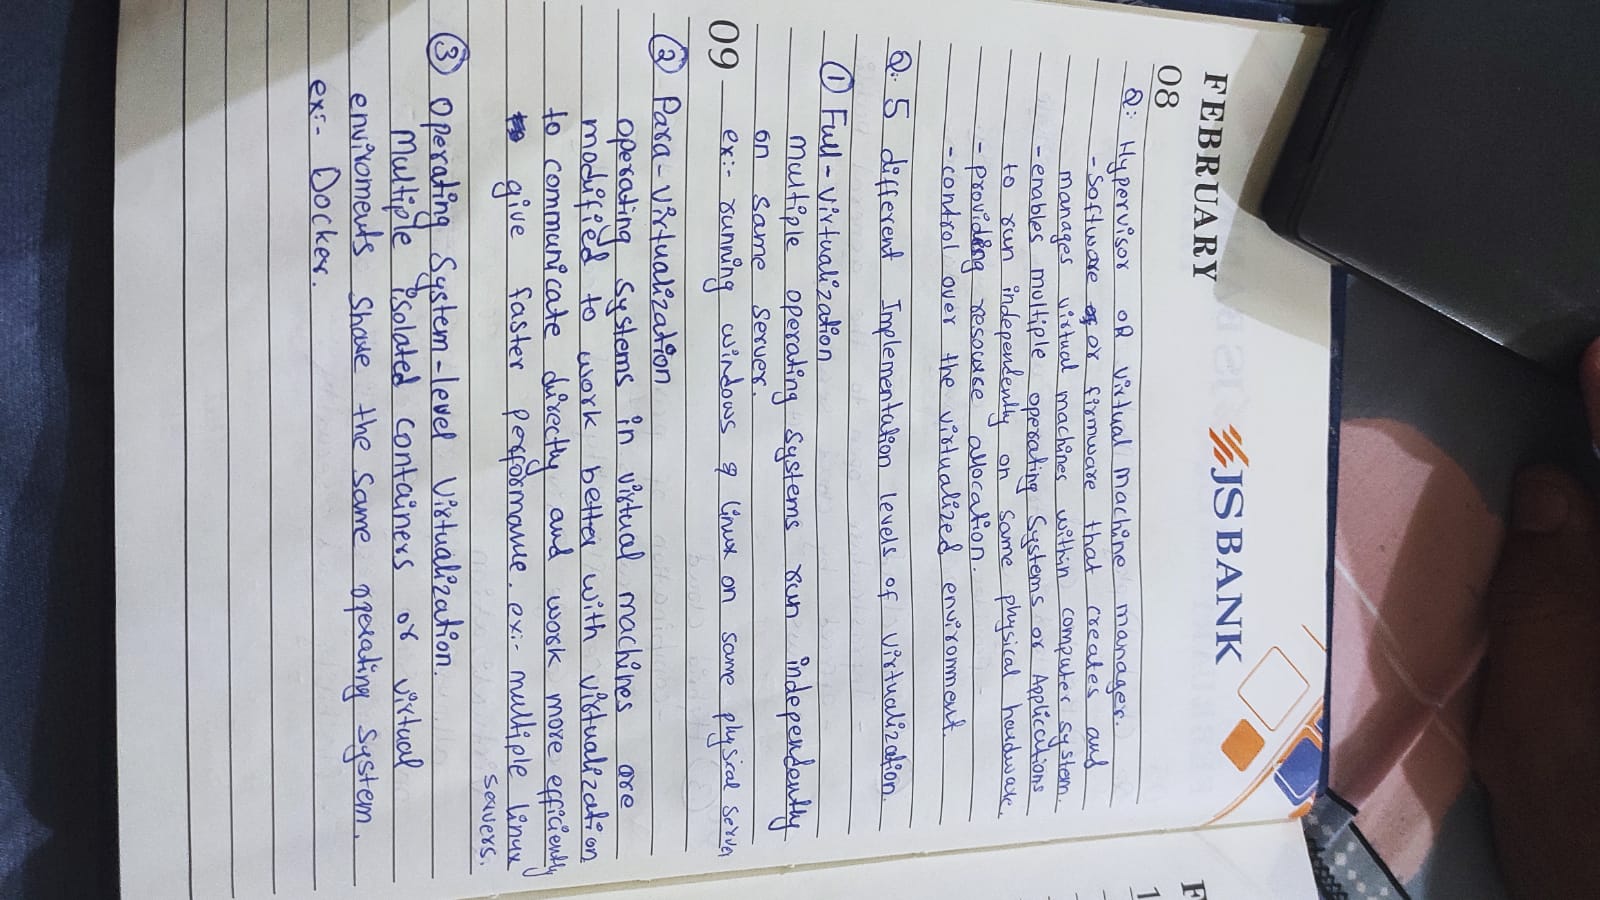 JS BANK
FEBRUARY
08
Q: Hypervisor OR Virtual Machine manager.
- Software or firmware that creates and
manages virtual machines within computer system.
- enables multiple operating Systems or Applications
to run independently on same physical hardware.
- providing resourse allocation.
- control over the virtualized environment.
Q: 5 different Implementation levels of Virtualization.
① Full-Virtualization
Multiple operating systems run independently
on same server.
09
ex:- running windows & linux on same physical server
② Para-Virtualization
Operating Systems in virtual machines are
modified to work better with virtualization
to communicate directly and work more efficiently
give faster performance. ex:- multiple linux
servers.
③ Operating System-level Virtualization.
Multiple isolated containers or virtual
enviroments share the same operating system.
ex:- Docker.
F
1